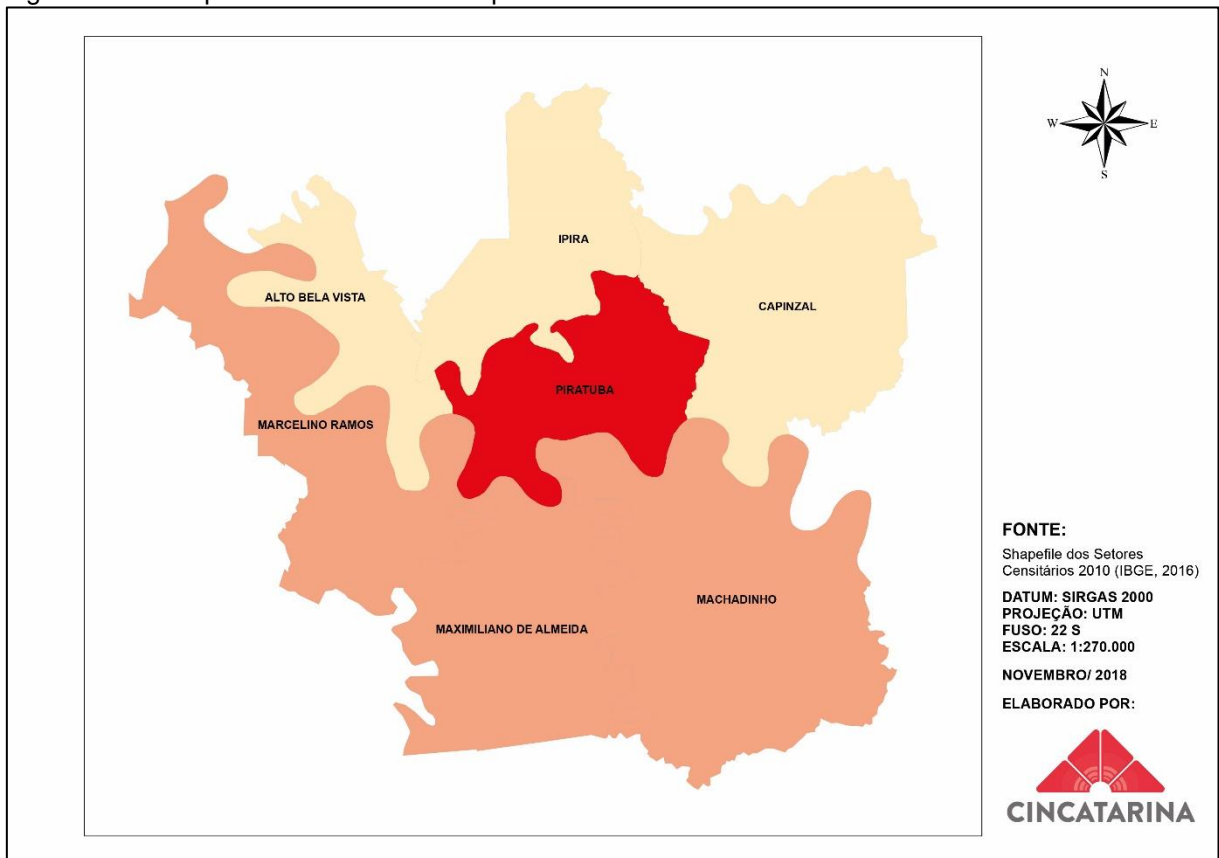 N
W
E
S
IPIRA
ALTO BELA VISTA
CAPINZAL
PIRATUBA
MARCELINO RAMOS
MACHADINHO
MAXIMILIANO DE ALMEIDA
FONTE:
Shapefile dos Setores
Censitários 2010 (IBGE, 2016)
DATUM: SIRGAS 2000
PROJEÇÃO: UTM
FUSO: 22 S
ESCALA: 1:270.000
NOVEMBRO/ 2018
ELABORADO POR:
CINCATARINA